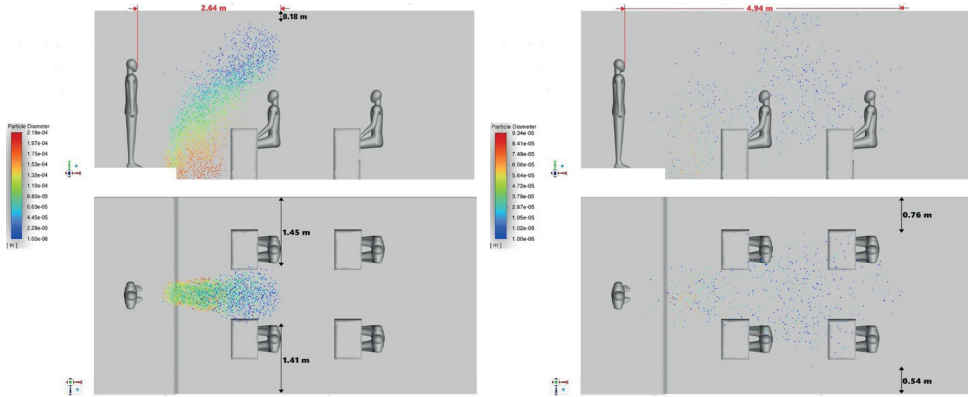 2.64 m
0.18 m
Particle Diameter
2.19e-04
1.97e-04
1.76e-04
1.54e-04
1.32e-04
1.10e-04
8.80e-05
6.63e-05
4.45e-05
2.28e-05
1.00e-06
[ m ]
1.45 m
1.41 m
4.94 m
Particle Diameter
9.34e-05
8.41e-05
7.49e-05
6.56e-05
5.64e-05
4.72e-05
3.79e-05
2.87e-05
1.95e-05
1.02e-05
1.00e-06
[ m ]
0.76 m
0.54 m